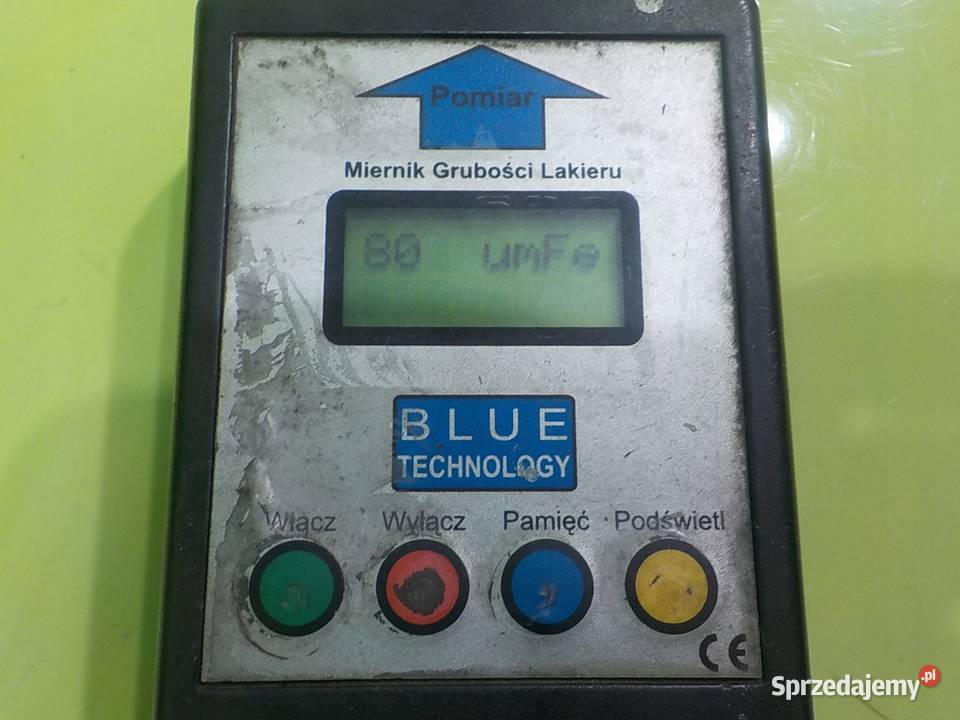 Pomiar
Miernik Grubości Lakieru
80 umFe
BLUE
TECHNOLOGY
Włącz Wyłącz Pamięć Podświetl
CE
Sprzedajemy.pl